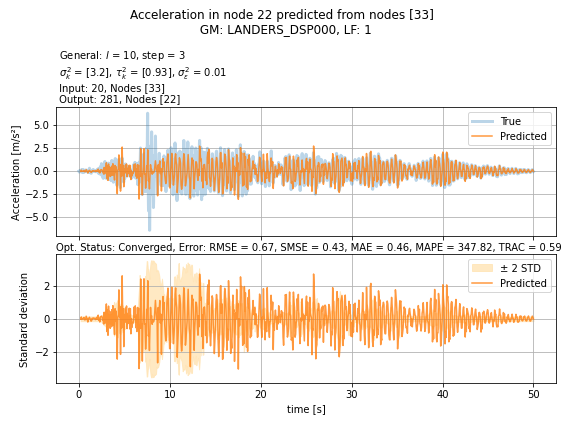 Acceleration in node 22 predicted from nodes [33]
GM: LANDERS_DSP000, LF: 1
General: l = 10, step = 3
σ²ₖ = [3.2], τ²ₖ = [0.93], σ²ε = 0.01
Input: 20, Nodes [33]
Output: 281, Nodes [22]
Acceleration [m/s²]
5.0
2.5
0.0
−2.5
−5.0
True
Predicted
Opt. Status: Converged, Error: RMSE = 0.67, SMSE = 0.43, MAE = 0.46, MAPE = 347.82, TRAC = 0.59
Standard deviation
2
0
−2
± 2 STD
Predicted
0 10 20 30 40 50
time [s]